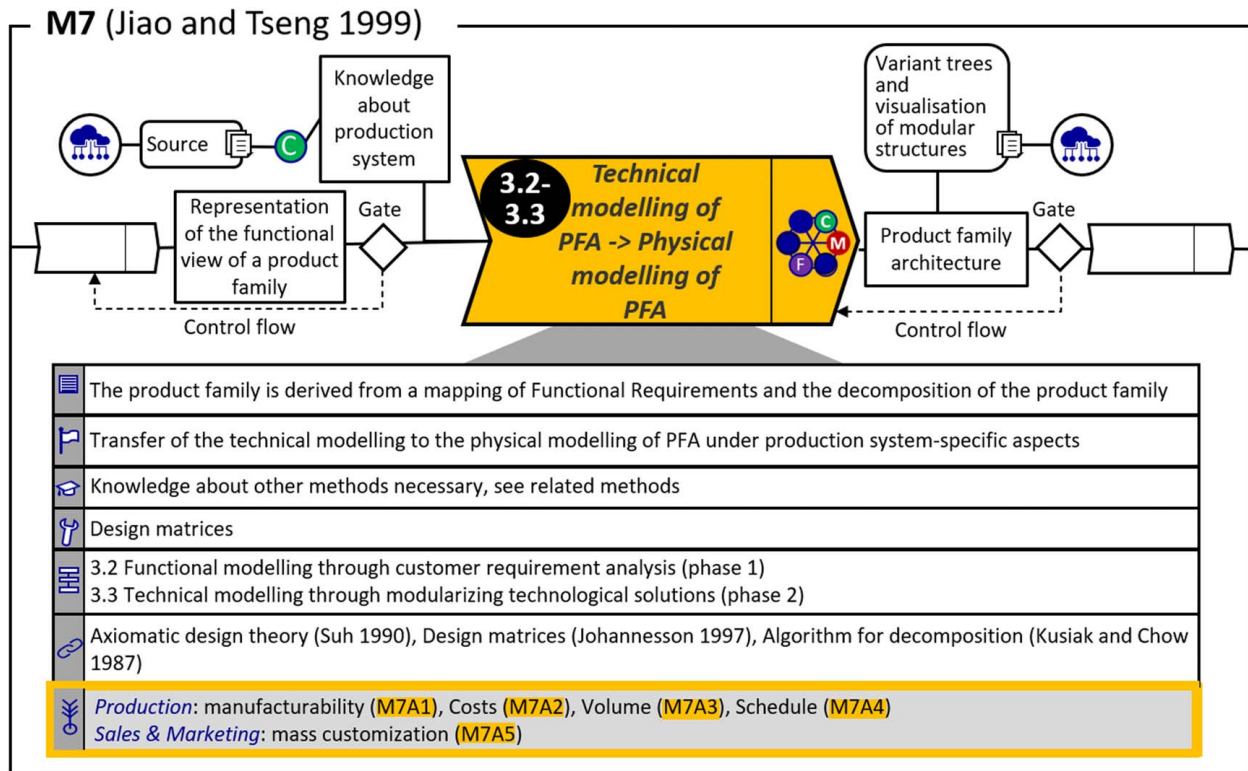 M7 (Jiao and Tseng 1999)
Knowledge
about
production
system
Source
C
Representation
of the functional
view of a product
family
Gate
Control flow
3.2-
3.3
Technical
modelling of
PFA -> Physical
modelling of
PFA
C
M
F
Variant trees
and
visualisation
of modular
structures
Product family
architecture
Gate
Control flow
The product family is derived from a mapping of Functional Requirements and the decomposition of the product family
Transfer of the technical modelling to the physical modelling of PFA under production system-specific aspects
Knowledge about other methods necessary, see related methods
Design matrices
3.2 Functional modelling through customer requirement analysis (phase 1)
3.3 Technical modelling through modularizing technological solutions (phase 2)
Axiomatic design theory (Suh 1990), Design matrices (Johannesson 1997), Algorithm for decomposition (Kusiak and Chow
1987)
Production: manufacturability (M7A1), Costs (M7A2), Volume (M7A3), Schedule (M7A4)
Sales & Marketing: mass customization (M7A5)